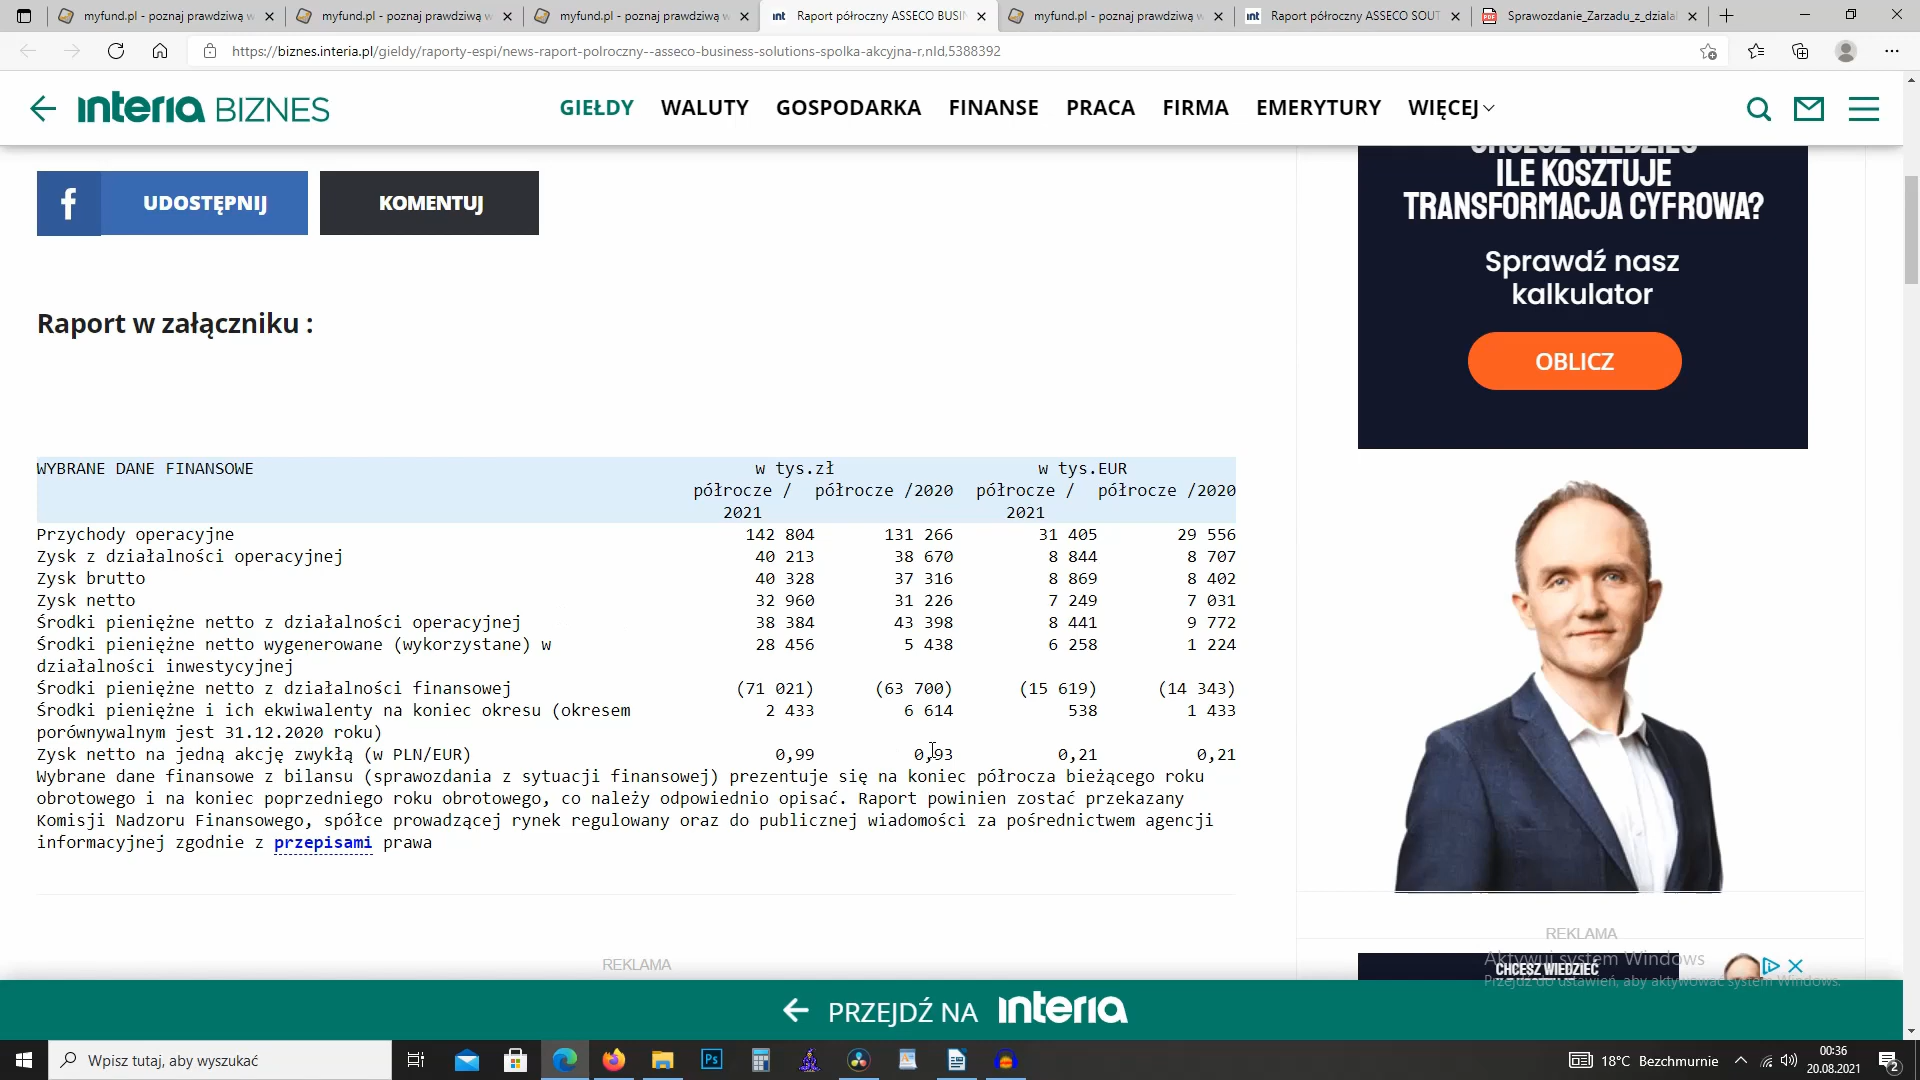 myfund.pl - poznaj prawdziwą w
myfund.pl - poznaj prawdziwą w
myfund.pl - poznaj prawdziwą w
int Raport półroczny ASSECO BUSIN
myfund.pl - poznaj prawdziwą w
int Raport półroczny ASSECO SOUT
PDF Sprawozdanie_Zarzadu_z_dziala
https://biznes.interia.pl/gieldy/raporty-espi/news-raport-polroczny--asseco-business-solutions-spolka-akcyjna-r,nId,5388392
interia BIZNES
GIEŁDY WALUTY GOSPODARKA FINANSE PRACA FIRMA EMERYTURY WIĘCEJ
f UDOSTĘPNIJ
KOMENTUJ
CHCESZ WIEDZIEĆ
ILE KOSZTUJE
TRANSFORMACJA CYFROWA?
Sprawdź nasz
kalkulator
OBLICZ
Raport w załączniku :
WYBRANE DANE FINANSOWE w tys.zł w tys.EUR
półrocze / półrocze /2020 półrocze / półrocze /2020
2021 2021
Przychody operacyjne 142 804 131 266 31 405 29 556
Zysk z działalności operacyjnej 40 213 38 670 8 844 8 707
Zysk brutto 40 328 37 316 8 869 8 402
Zysk netto 32 960 31 226 7 249 7 031
Środki pieniężne netto z działalności operacyjnej 38 384 43 398 8 441 9 772
Środki pieniężne netto wygenerowane (wykorzystane) w 28 456 5 438 6 258 1 224
działalności inwestycyjnej
Środki pieniężne netto z działalności finansowej (71 021) (63 700) (15 619) (14 343)
Środki pieniężne i ich ekwiwalenty na koniec okresu (okresem 2 433 6 614 538 1 433
porównywalnym jest 31.12.2020 roku)
Zysk netto na jedną akcję zwykłą (w PLN/EUR) 0,99 0,93 0,21 0,21
Wybrane dane finansowe z bilansu (sprawozdania z sytuacji finansowej) prezentuje się na koniec półrocza bieżącego roku
obrotowego i na koniec poprzedniego roku obrotowego, co należy odpowiednio opisać. Raport powinien zostać przekazany
Komisji Nadzoru Finansowego, spółce prowadzącej rynek regulowany oraz do publicznej wiadomości za pośrednictwem agencji
informacyjnej zgodnie z przepisami prawa
REKLAMA
REKLAMA
CHCESZ WIEDZIEĆ
Aktywuj system Windows
Przejdź do ustawień, aby aktywować system Windows.
PRZEJDŹ NA interia
Wpisz tutaj, aby wyszukać
Ps
18°C Bezchmurnie
00:36
20.08.2021
2